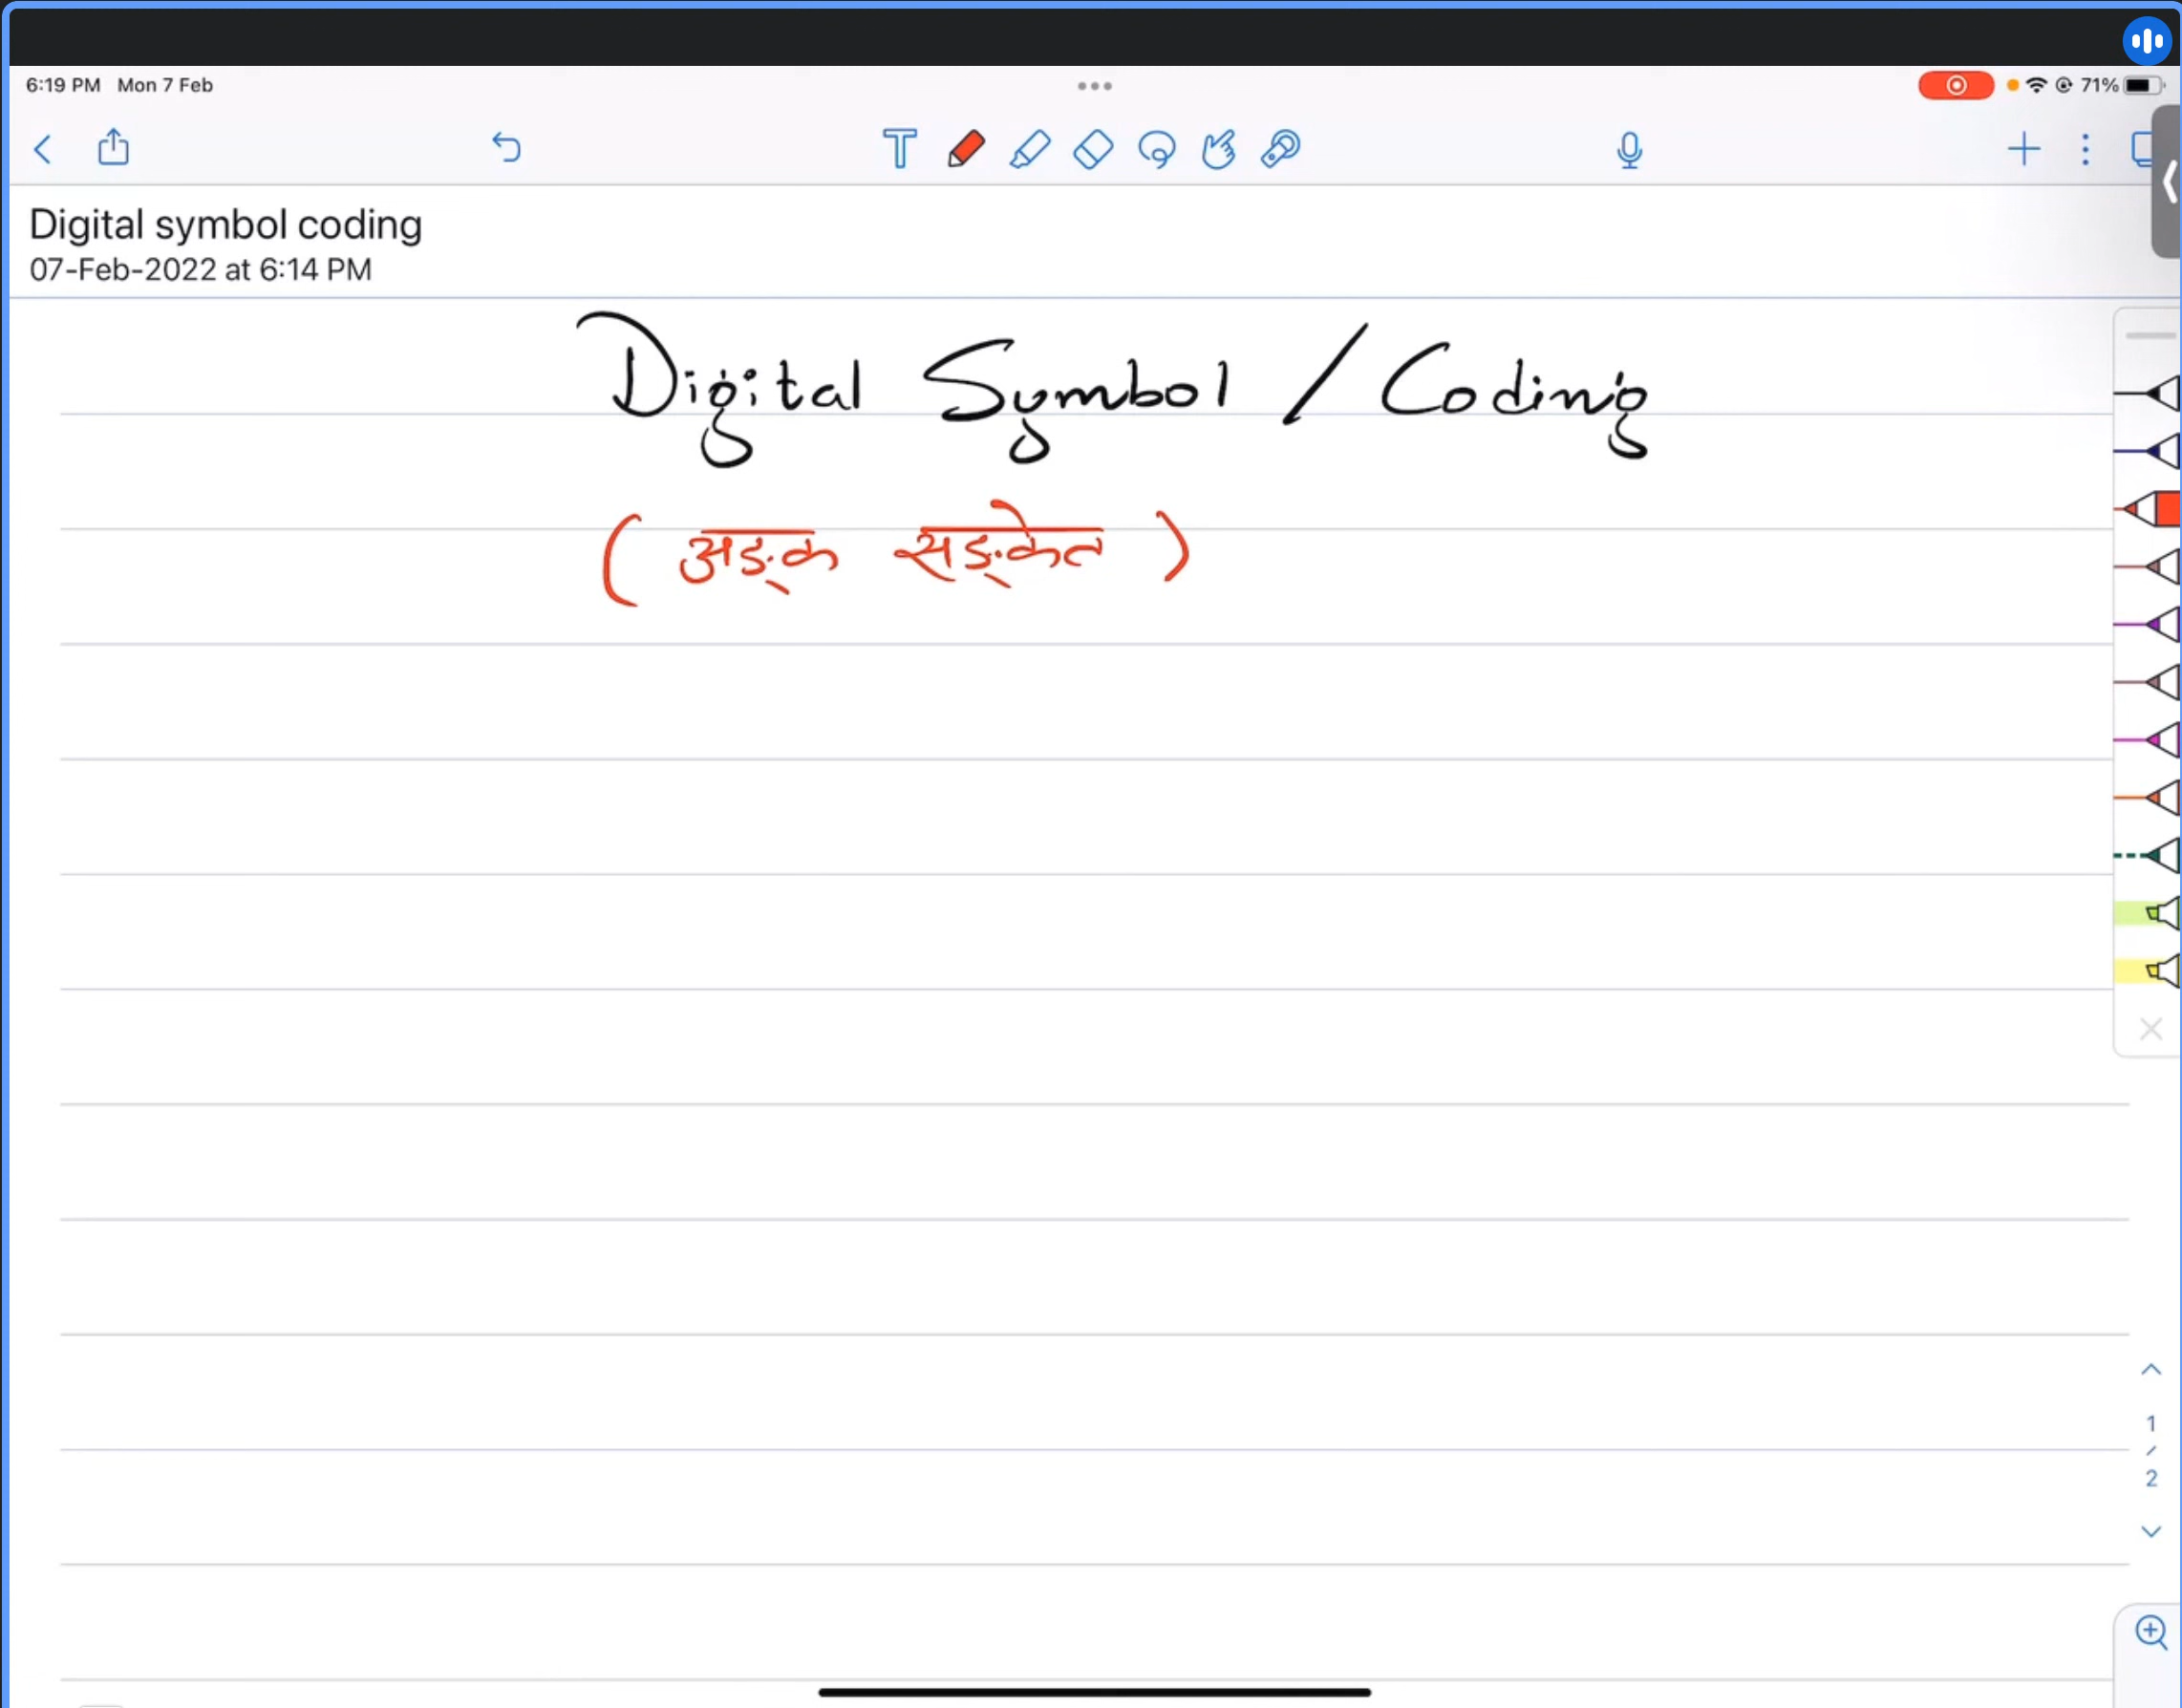 6:19 PM Mon 7 Feb
71%
Digital symbol coding
07-Feb-2022 at 6:14 PM
Digital Symbol / Coding
( अङ्क सङ्केत )
1
/
2